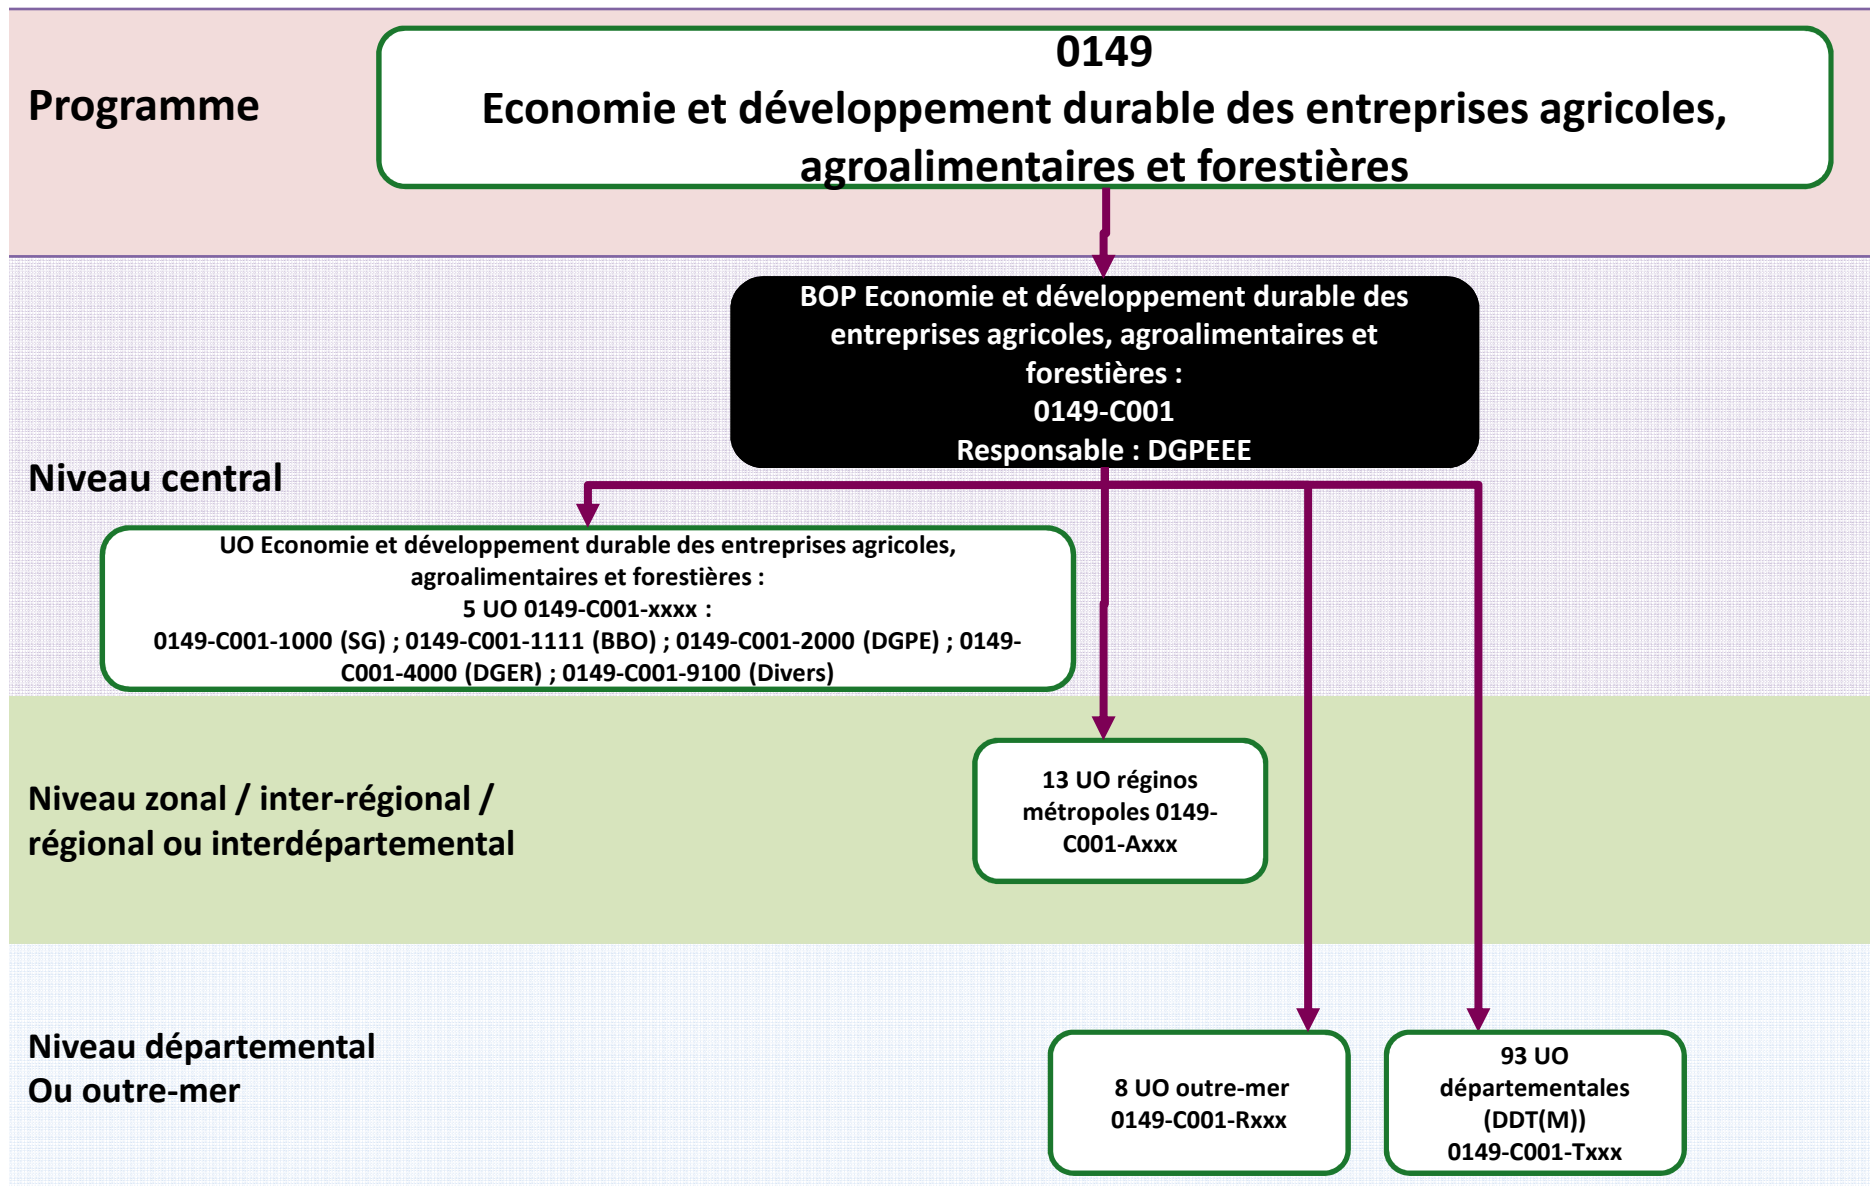 Programme
0149
Economie et développement durable des entreprises agricoles,
agroalimentaires et forestières
BOP Economie et développement durable des
entreprises agricoles, agroalimentaires et
forestières :
0149-C001
Responsable : DGPEEE
Niveau central
UO Economie et développement durable des entreprises agricoles,
agroalimentaires et forestières :
5 UO 0149-C001-xxxx :
0149-C001-1000 (SG) ; 0149-C001-1111 (BBO) ; 0149-C001-2000 (DGPE) ; 0149-
C001-4000 (DGER) ; 0149-C001-9100 (Divers)
Niveau zonal / inter-régional /
régional ou interdépartemental
13 UO réginos
métropoles 0149-
C001-Axxx
Niveau départemental
Ou outre-mer
8 UO outre-mer
0149-C001-Rxxx
93 UO
départementales
(DDT(M))
0149-C001-Txxx